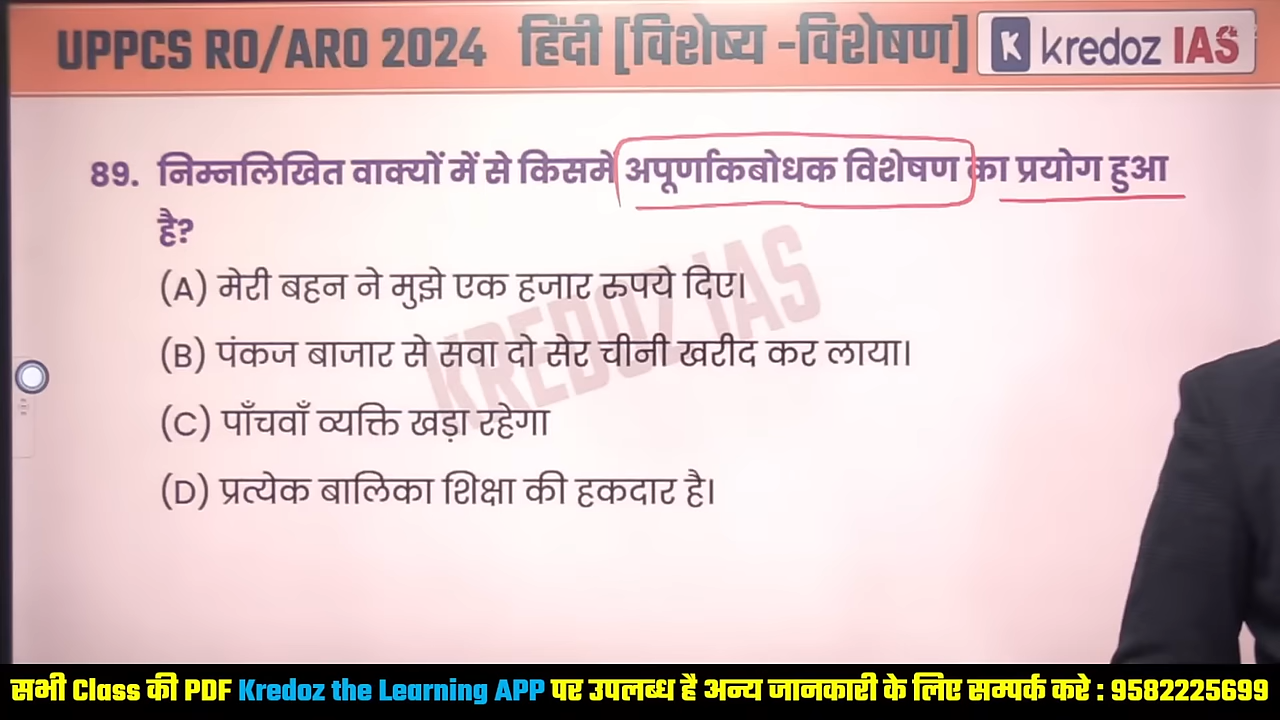 UPPCS RO/ARO 2024 हिंदी [विशेष्य -विशेषण]
K kredoz IAS
89. निम्नलिखित वाक्यों में से किसमें अपूर्णाकबोधक विशेषण का प्रयोग हुआ
है?
(A) मेरी बहन ने मुझे एक हजार रुपये दिए।
(B) पंकज बाजार से सवा दो सेर चीनी खरीद कर लाया।
(C) पाँचवाँ व्यक्ति खड़ा रहेगा
(D) प्रत्येक बालिका शिक्षा की हकदार है।
KREDOZ IAS
सभी Class की PDF Kredoz the Learning APP पर उपलब्ध है अन्य जानकारी के लिए सम्पर्क करे : 9582225699